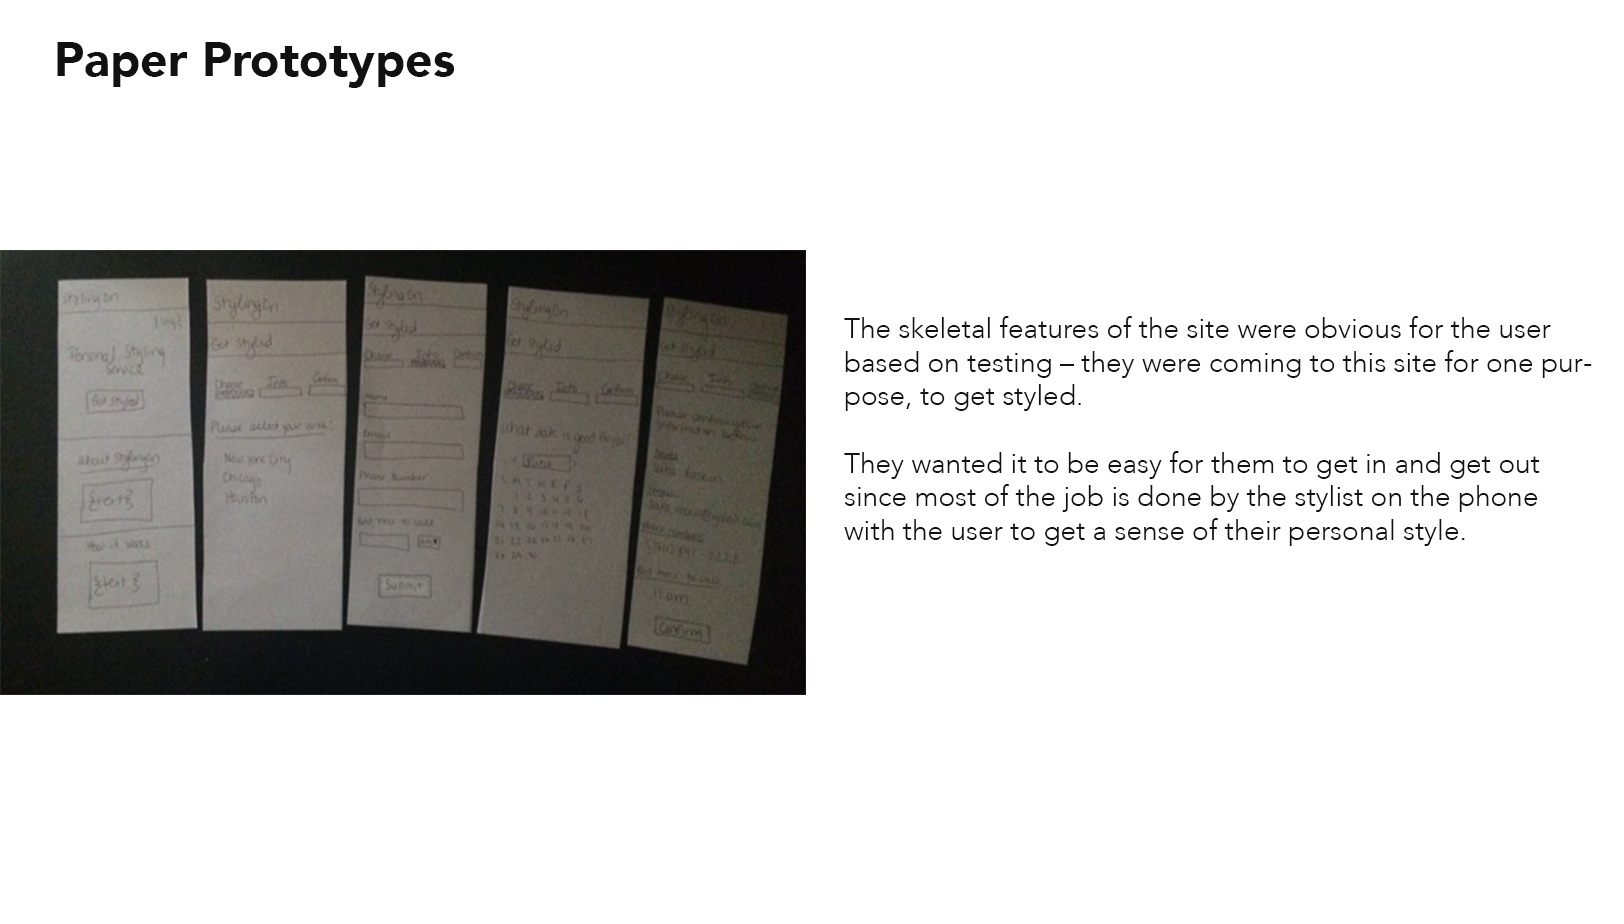 Paper Prototypes
StylingOn
Personal Styling
Service
Get Styled
about StylingOn
{text}
How it works
{text}
StylingOn
Get Styled
Choose Info Confirm
Please select your area:
New York City
Chicago
Houston
StylingOn
Get Styled
Choose Info Confirm
Name
Email
Phone Number
Best time to call
Submit
StylingOn
Get Styled
Choose Info Confirm
What date is good for you?
June
S M T W R F S
StylingOn
Get Styled
Choose Info
Please confirm your
information below:
Name
Email
Phone number
Best time to call
11am
Confirm
The skeletal features of the site were obvious for the user
based on testing – they were coming to this site for one pur-
pose, to get styled.
They wanted it to be easy for them to get in and get out
since most of the job is done by the stylist on the phone
with the user to get a sense of their personal style.